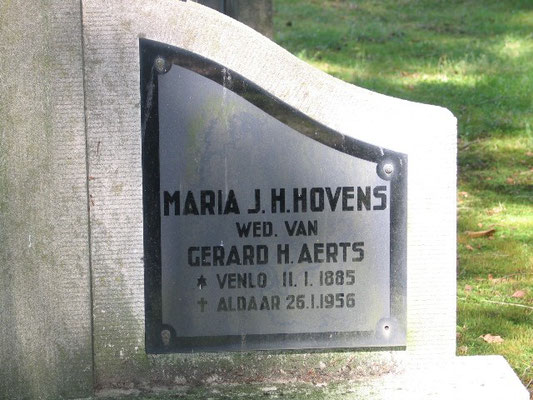 MARIA J.H.HOVENS
WED. VAN
GERARD H.AERTS
* VENLO 11.1.1885
† ALDAAR 26.1.1956